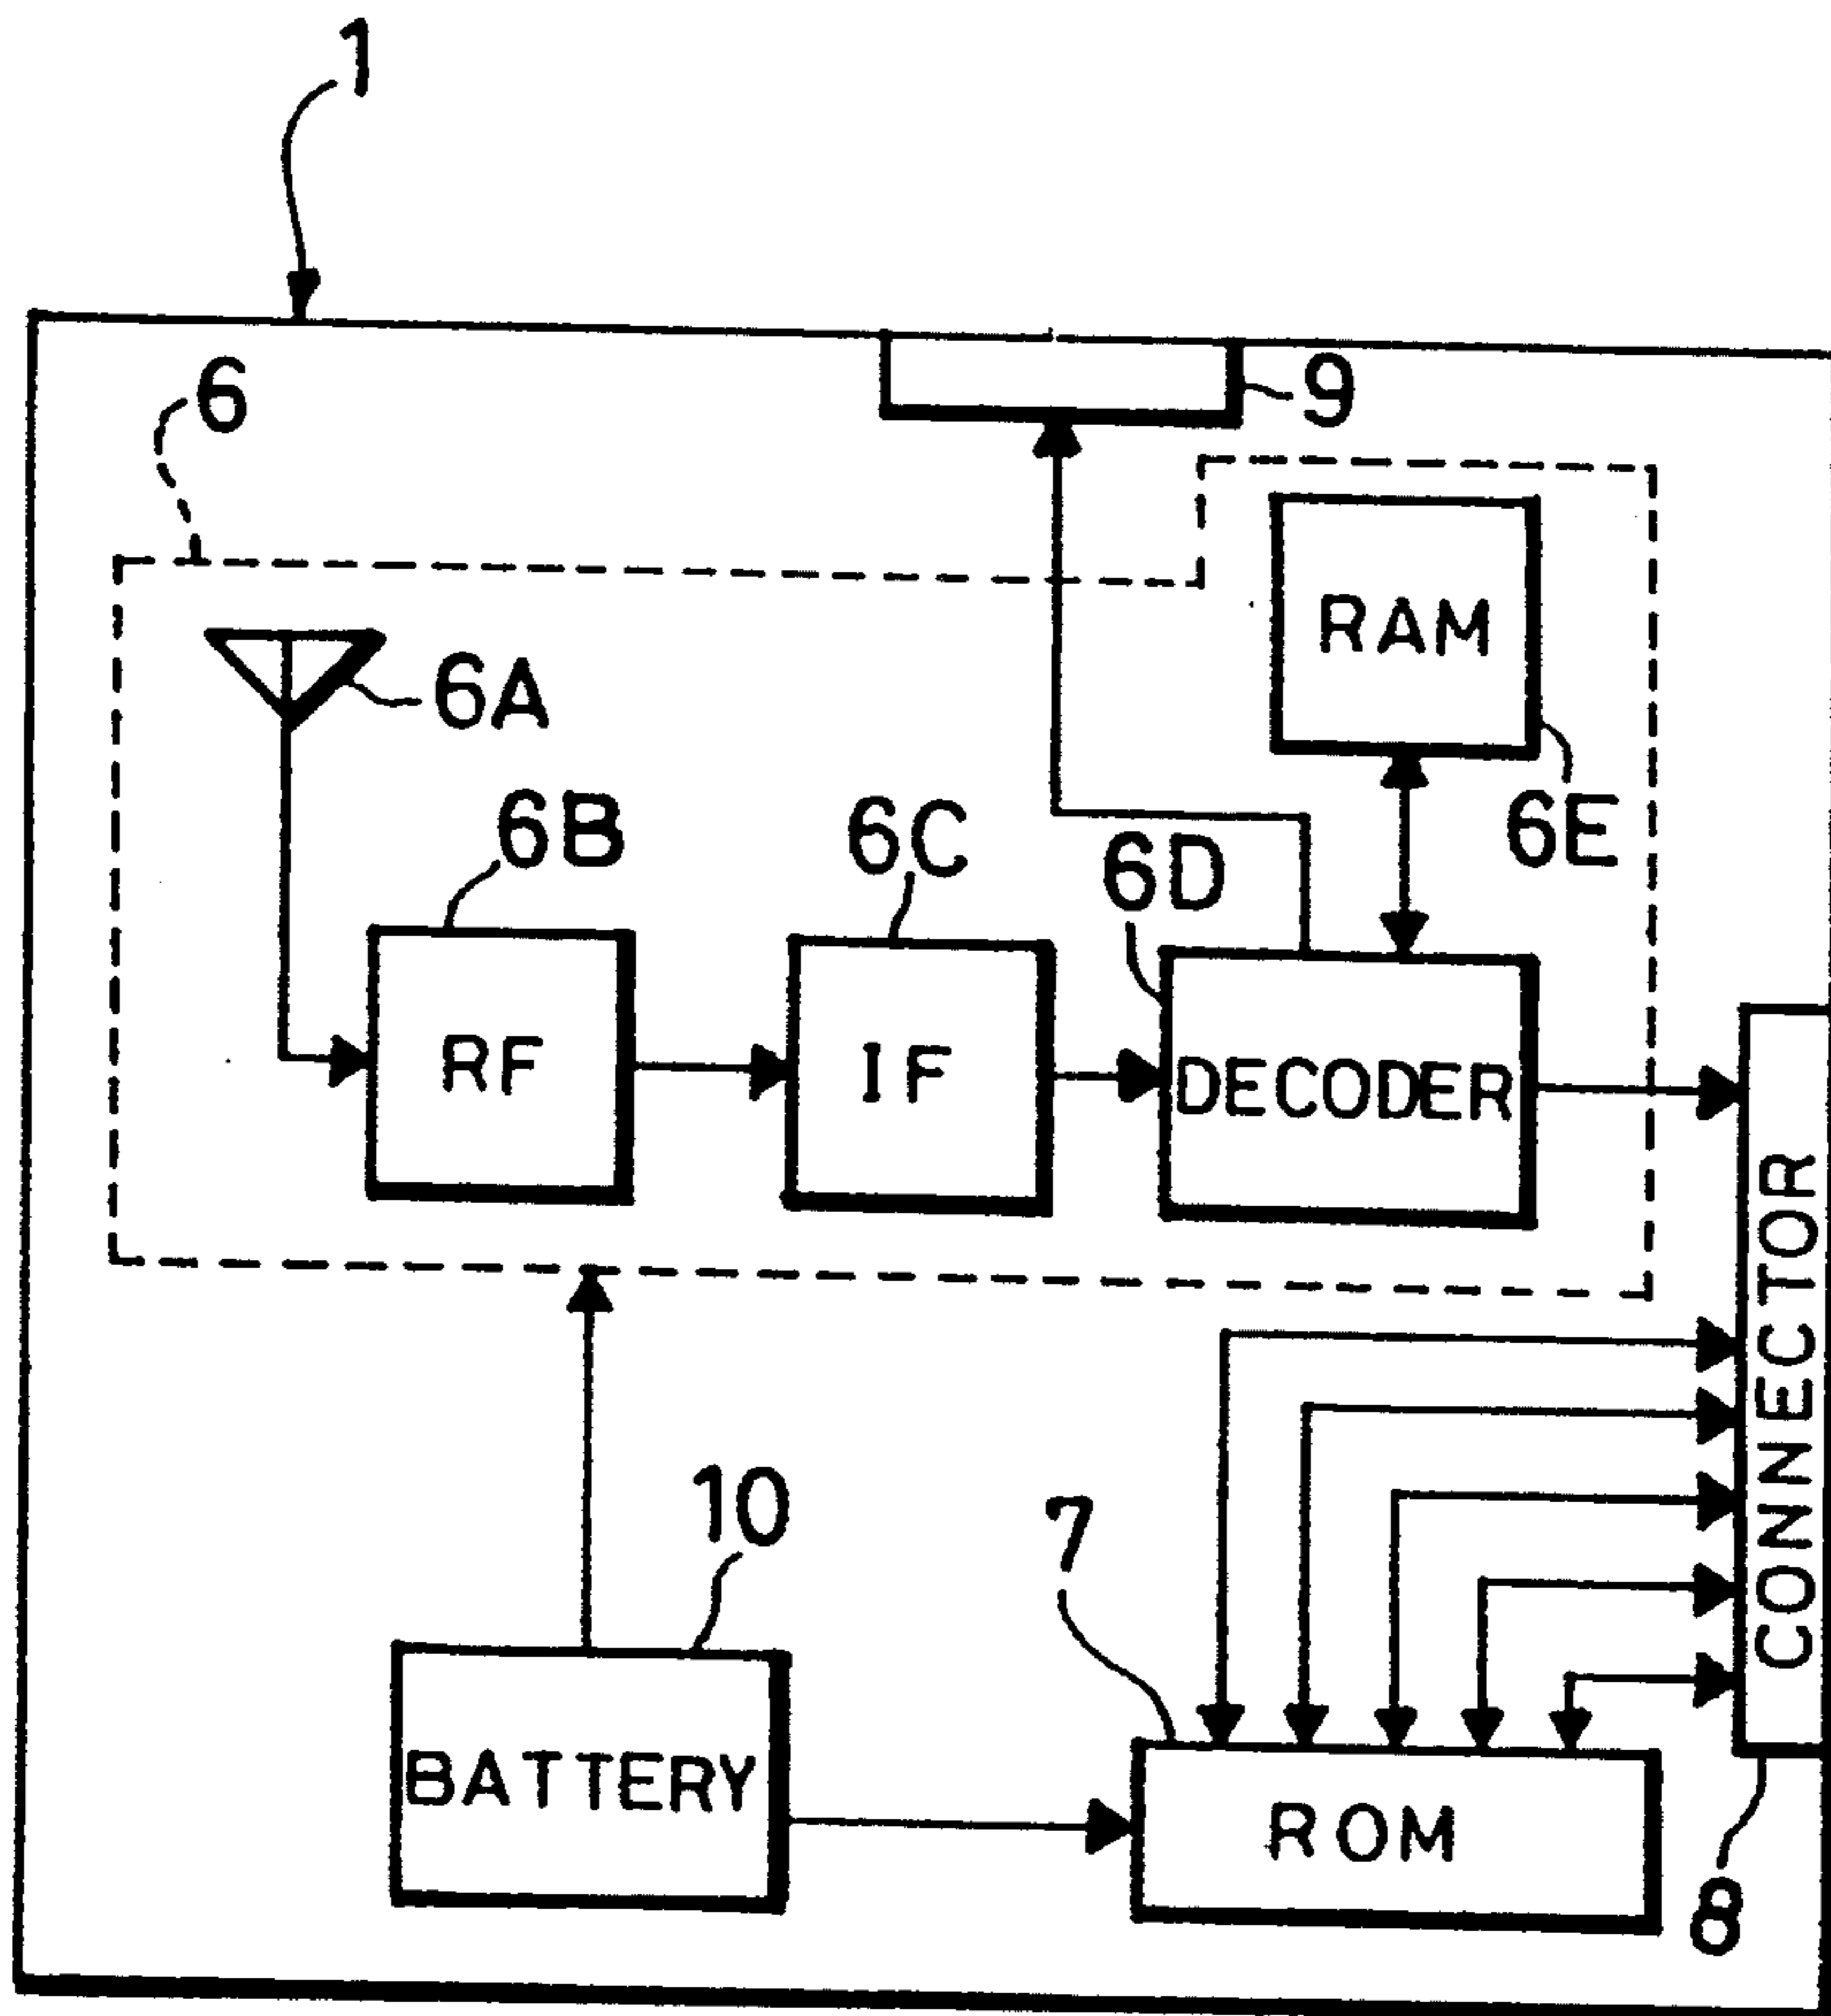 1
6
9
RAM
6A
6B
6C
6D
6E
RF
IF
DECODER
CONNECTOR
10
7
BATTERY
ROM
8